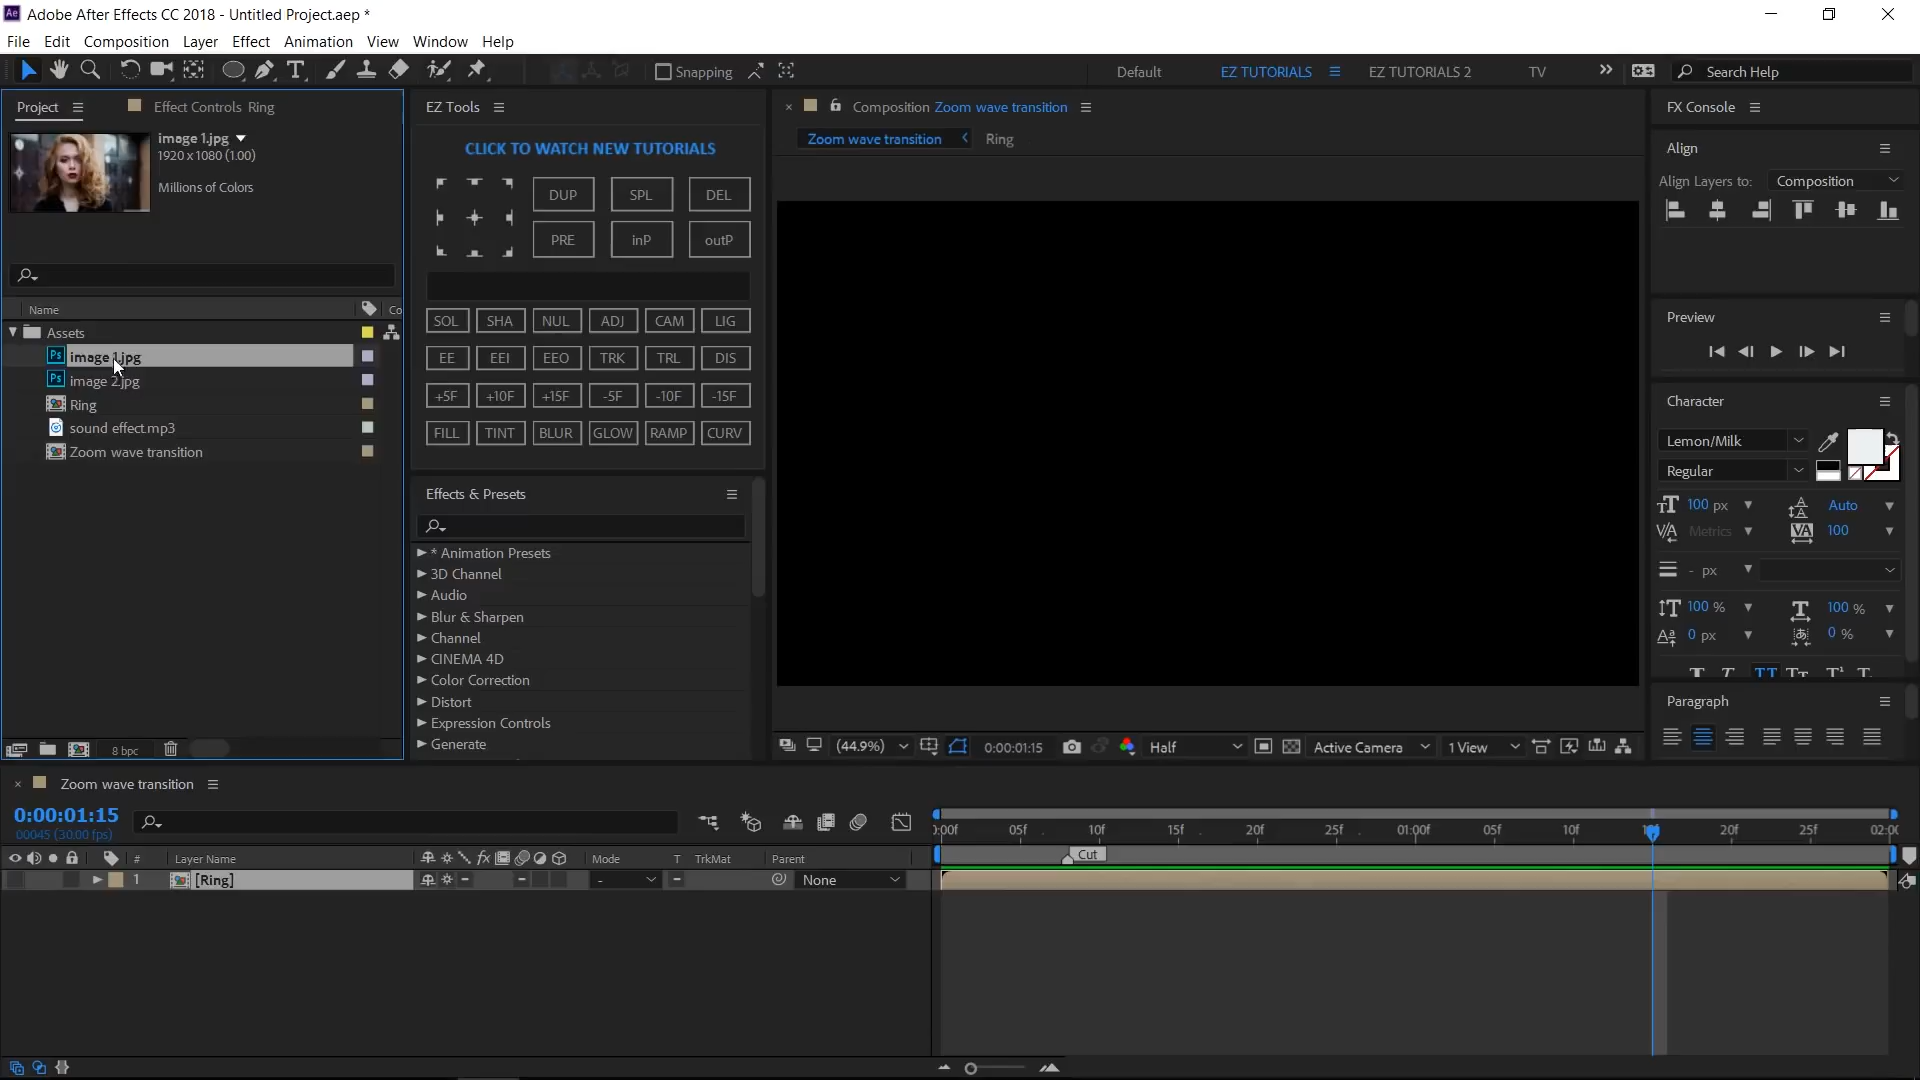 Ae Adobe After Effects CC 2018 - Untitled Project.aep *
File Edit Composition Layer Effect Animation View Window Help
Snapping Default EZ TUTORIALS EZ TUTORIALS 2 TV Search Help
Project Effect Controls Ring EZ Tools Composition Zoom wave transition FX Console
image 1.jpg
1920 x 1080 (1.00)
Millions of Colors
CLICK TO WATCH NEW TUTORIALS
Zoom wave transition Ring
Align
Align Layers to: Composition
DUP SPL DEL
PRE inP outP
Name Co
SOL SHA NUL ADJ CAM LIG
Preview
Assets
image 1.jpg
image 2.jpg
Ring
sound effect.mp3
Zoom wave transition
EE EEI EEO TRK TRL DIS
+5F +10F +15F -5F -10F -15F
FILL TINT BLUR GLOW RAMP CURV
Character
Lemon/Milk
Regular
100 px Auto
Metrics 100
- px
100 % 100 %
0 px 0 %
Effects & Presets
* Animation Presets
3D Channel
Audio
Blur & Sharpen
Channel
CINEMA 4D
Color Correction
Distort
Expression Controls
Generate
Paragraph
8 bpc
(44.9%) 0:00:01:15 Half Active Camera 1 View
Zoom wave transition
0:00:01:15
00045 (30.00 fps)
05f 10f 15f 20f 25f 01:00f 05f 10f 20f 25f
# Layer Name Mode T TrkMat Parent
Cut
1 [Ring] - None